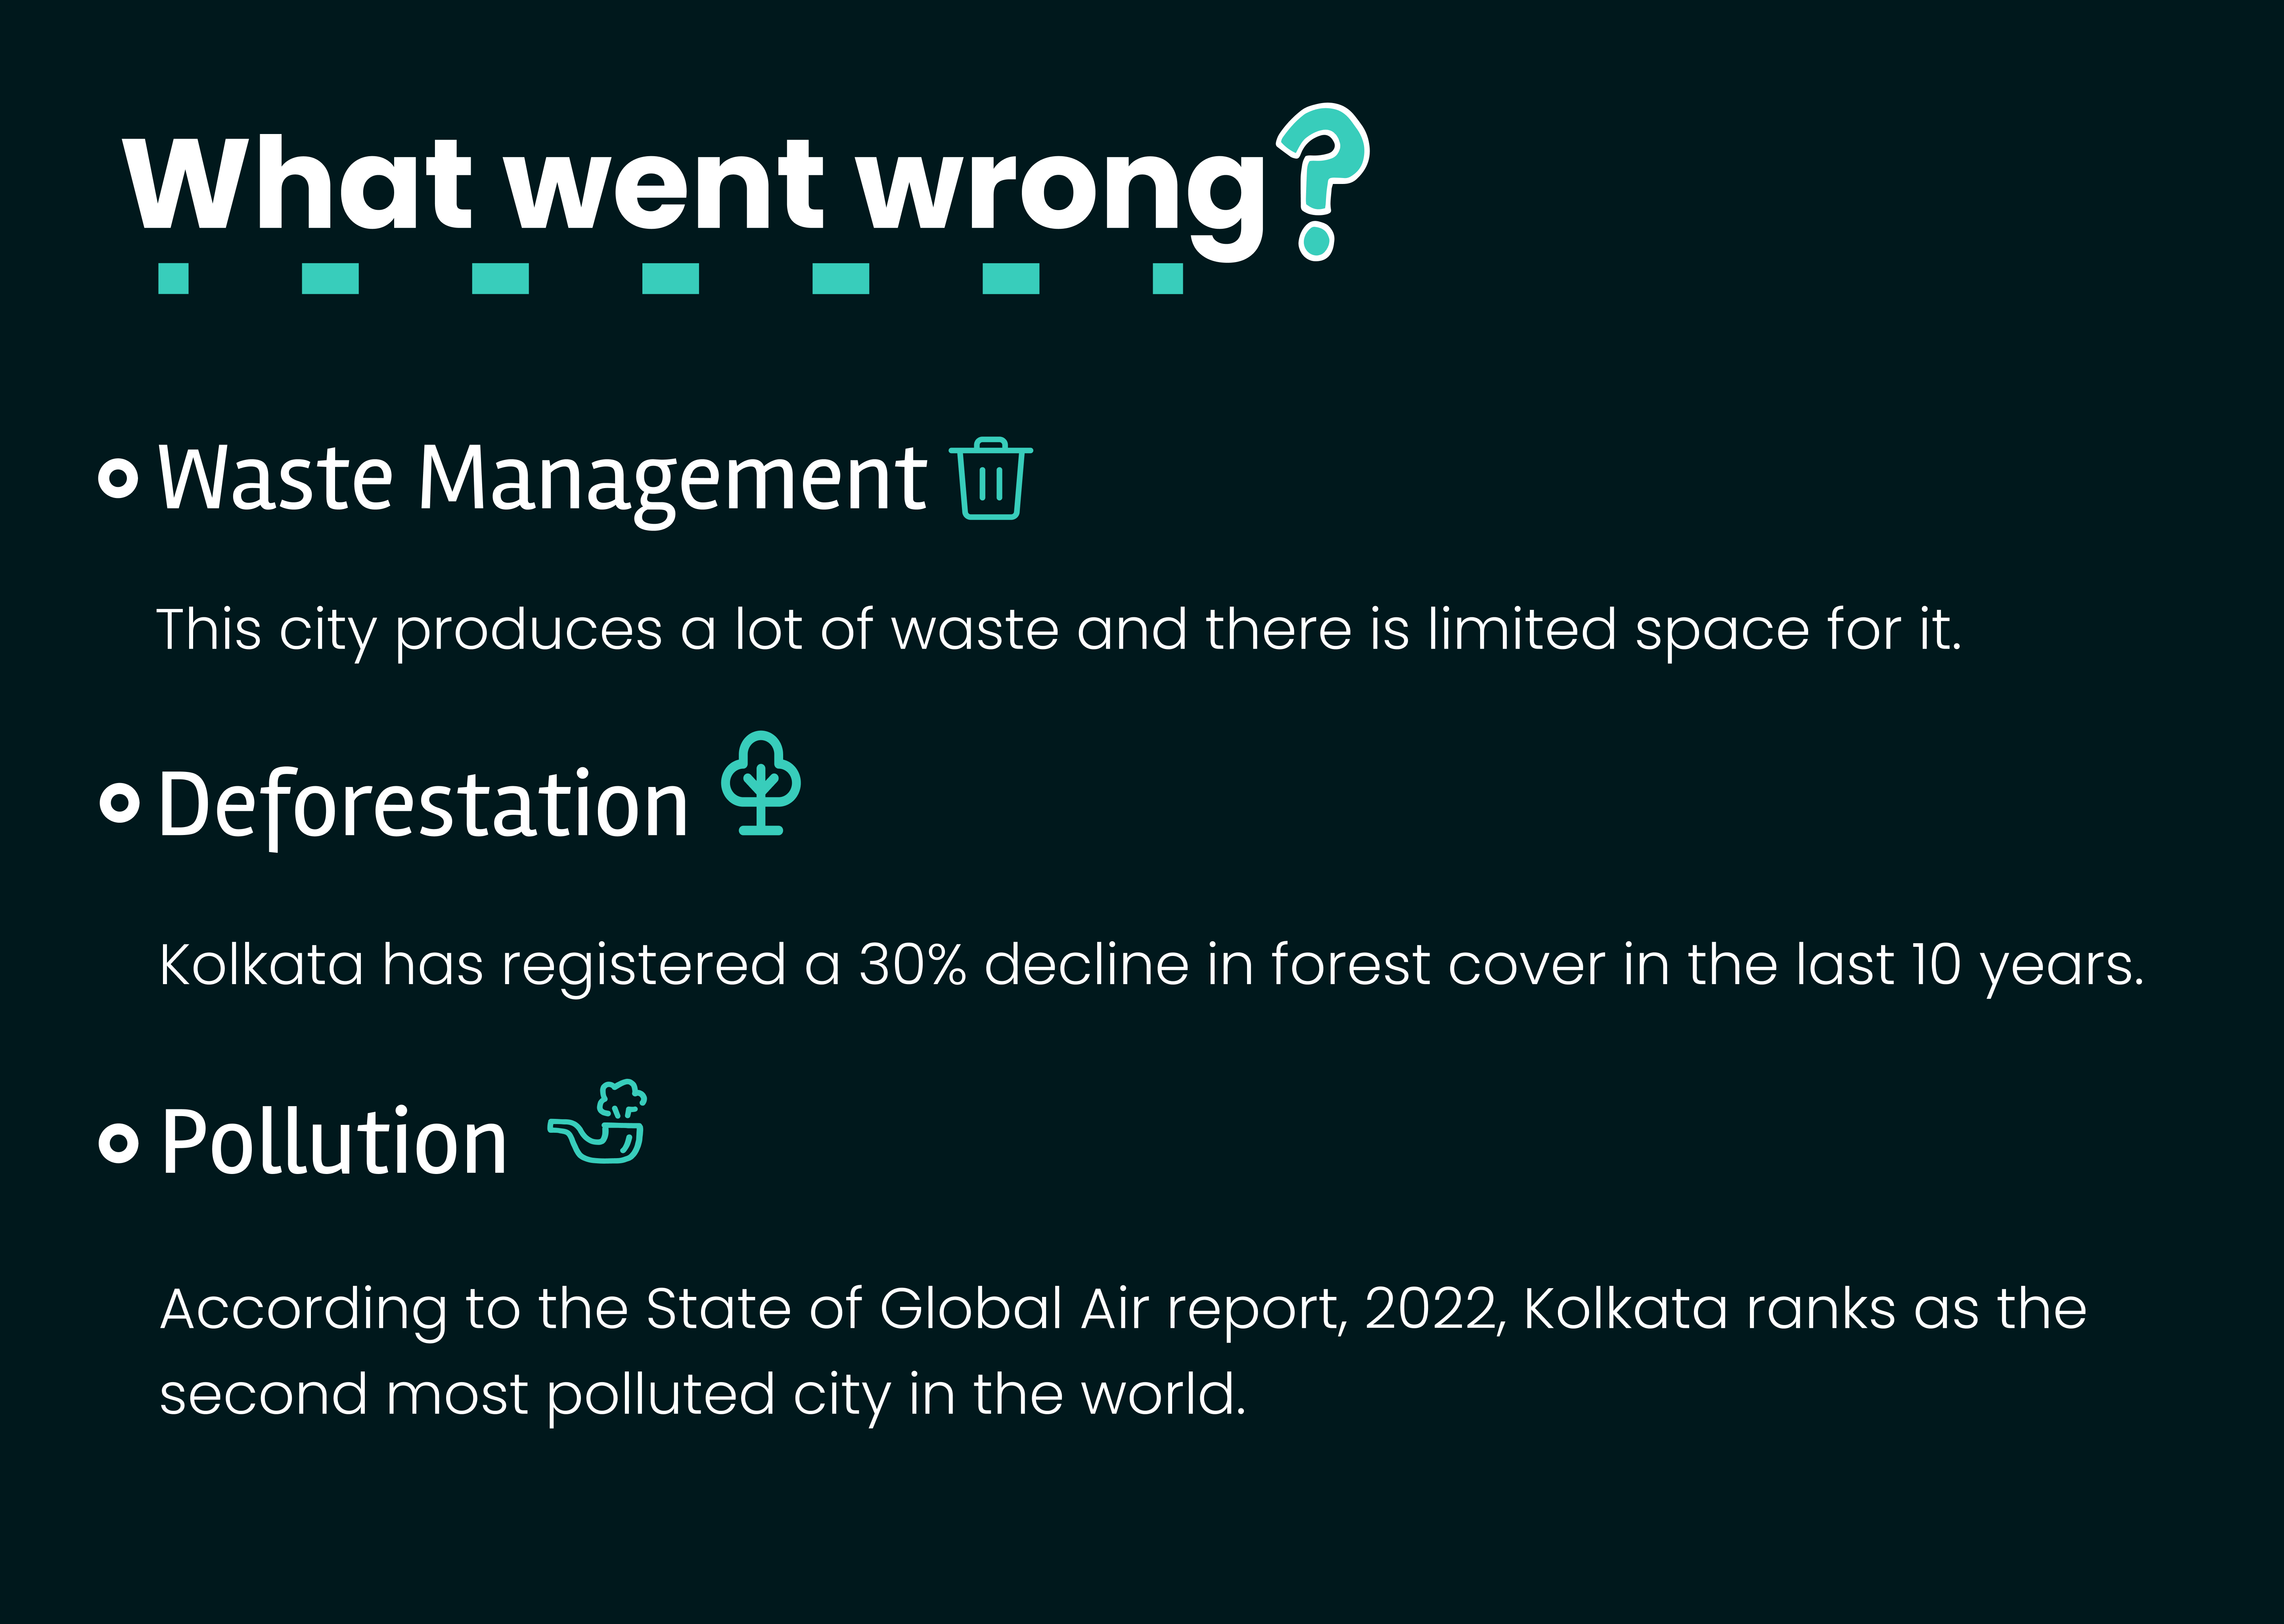 What went wrong?
Waste Management
This city produces a lot of waste and there is limited space for it.
Deforestation
Kolkata has registered a 30% decline in forest cover in the last 10 years.
Pollution
According to the State of Global Air report, 2022, Kolkata ranks as the
second most polluted city in the world.